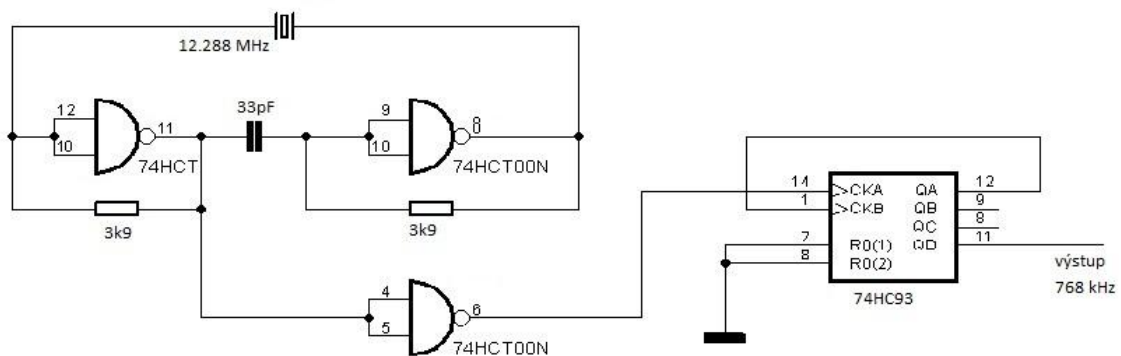 12.288 MHz
33pF
12
10
11
74HCT
9
10
8
74HCT00N
3k9
3k9
4
5
6
74HCT00N
14 >CKA QA 12
1 >CKB QB 9
QC 8
7 R0(1) QD 11
8 R0(2)
74HC93
výstup
768 kHz